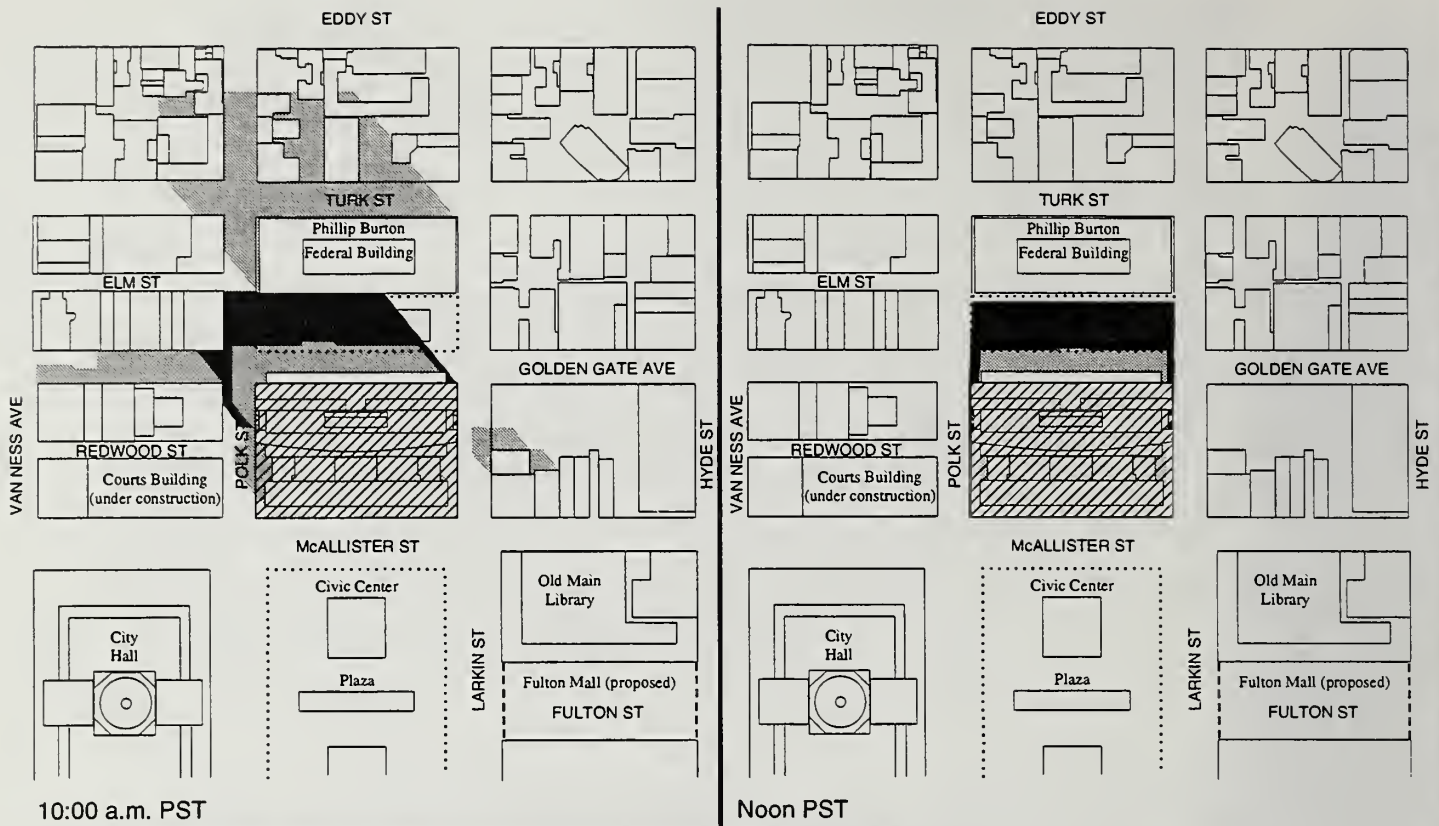 EDDY ST
TURK ST
Phillip Burton
Federal Building
ELM ST
GOLDEN GATE AVE
VAN NESS AVE
REDWOOD ST
POLK ST
HYDE ST
Courts Building
(under construction)
McALLISTER ST
Civic Center
Old Main
Library
City
Hall
LARKIN ST
Plaza
Fulton Mall (proposed)
FULTON ST
10:00 a.m. PST
EDDY ST
TURK ST
Phillip Burton
Federal Building
ELM ST
GOLDEN GATE AVE
VAN NESS AVE
REDWOOD ST
POLK ST
HYDE ST
Courts Building
(under construction)
McALLISTER ST
Civic Center
Old Main
Library
City
Hall
LARKIN ST
Plaza
Fulton Mall (proposed)
FULTON ST
Noon PST